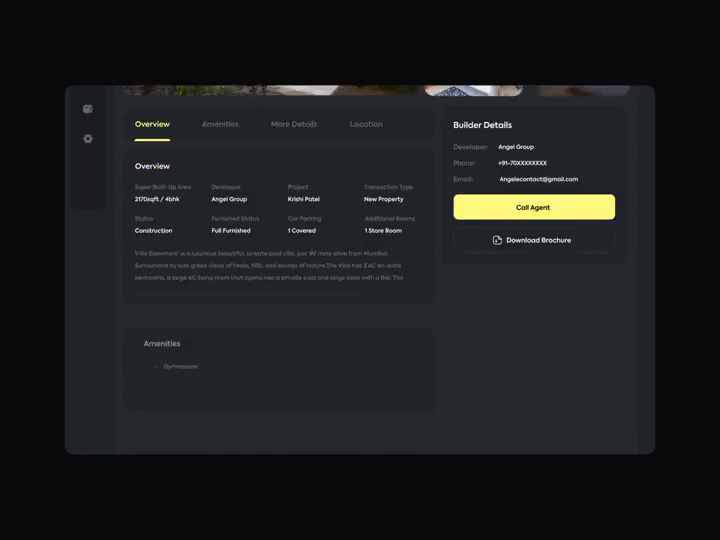 Overview Amenities More Details Location
Overview
Super Built-Up Area Developer Project Transaction Type
2170sqft / 4bhk Angel Group Krishi Patel New Property
Status Furnished Status Car Parking Additional Rooms
Construction Full Furnished 1 Covered 1 Store Room
'Villa Elsewhere' is a luxurious beautiful, private pool villa, just 90 mins-drive from Mumbai.
Surrounded by lush green views of fields, hills, and sounds of nature.The Villa has 3 AC en-suite
bedrooms, a large AC living room that opens into a private pool and large deck with a Bar. The
Amenities
Gymnasium
Builder Details
Developer: Angel Group
Phone: +91-70XXXXXXXX
Email: Angelecontact@gmail.com
Call Agent
Download Brochure